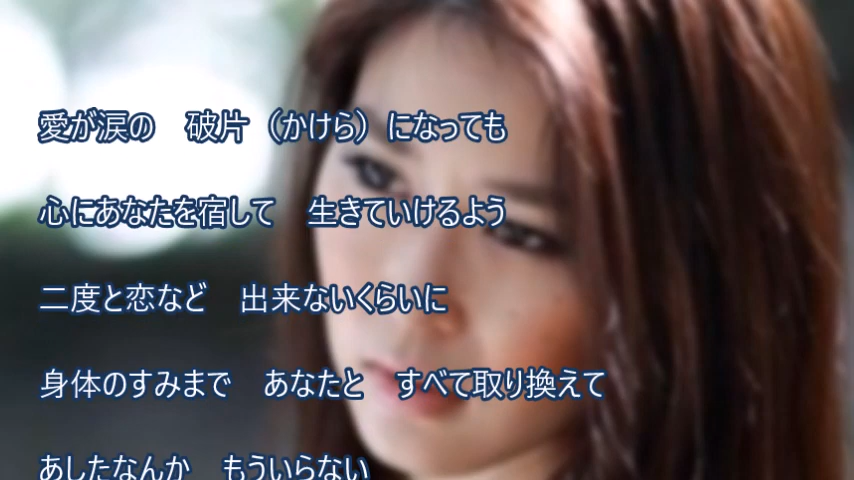 愛が涙の　破片（かけら）になっても
心にあなたを宿して　生きていけるよう
二度と恋など　出来ないくらいに
身体のすみまで　あなたと　すべて取り換えて
あしたなんか　もういらない